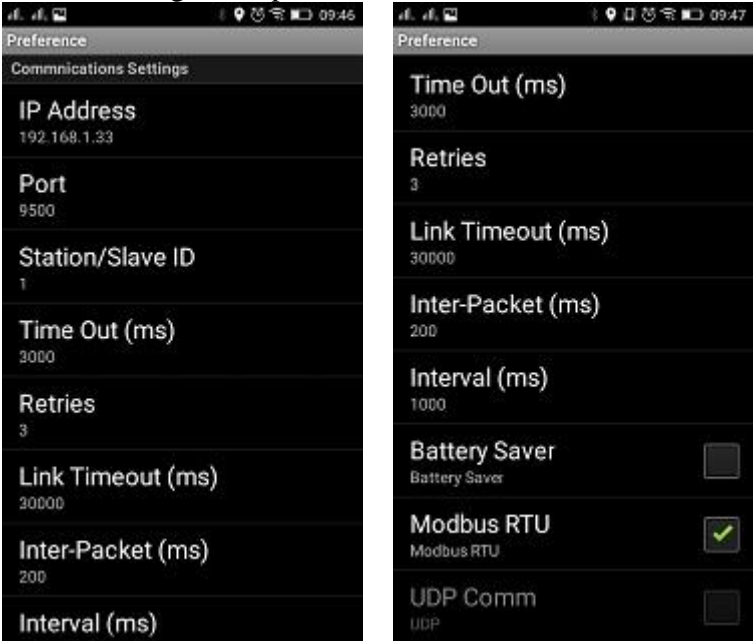 09:46
Preference
Commnications Settings
IP Address
192.168.1.33
Port
9500
Station/Slave ID
1
Time Out (ms)
3000
Retries
3
Link Timeout (ms)
30000
Inter-Packet (ms)
200
Interval (ms)
09:47
Preference
Time Out (ms)
3000
Retries
3
Link Timeout (ms)
30000
Inter-Packet (ms)
200
Interval (ms)
1000
Battery Saver
Battery Saver
Modbus RTU
Modbus RTU
UDP Comm
UDP